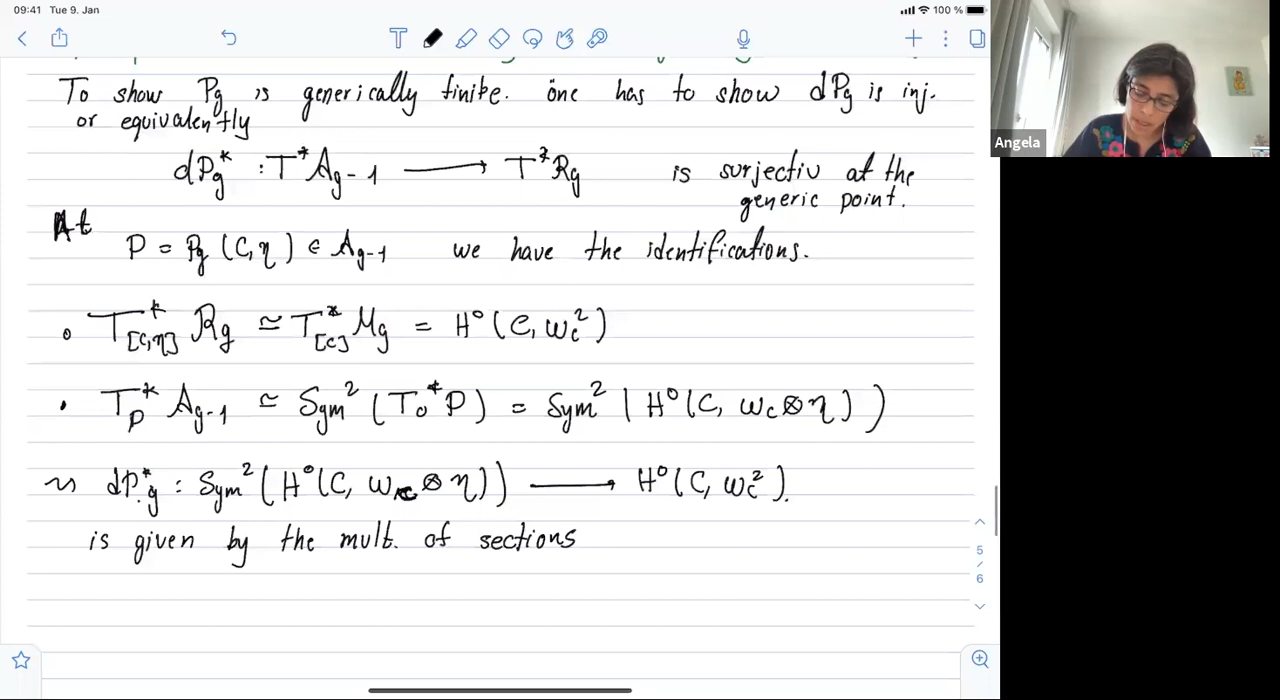 09:41 Tue 9. Jan 100 %
Angela
To show Pg is generically finite. one has to show dPg is inj.
or equivalently
dPg* : T*Ag-1 → T*Rg is surjectiv at the
generic point.
At
P = Pg (C, η) ∈ Ag-1 we have the identifications.
∘ T*[C,η] Rg ≃ T*[C] Mg = H⁰(C, ωC²)
• T*P Ag-1 ≃ Sym² (T0*P) = Sym² (H⁰(C, ωC⊗η))
⤳ dPg* : Sym² (H⁰(C, ωC ⊗ η)) → H⁰(C, ωC²).
is given by the mult. of sections
5
/
6